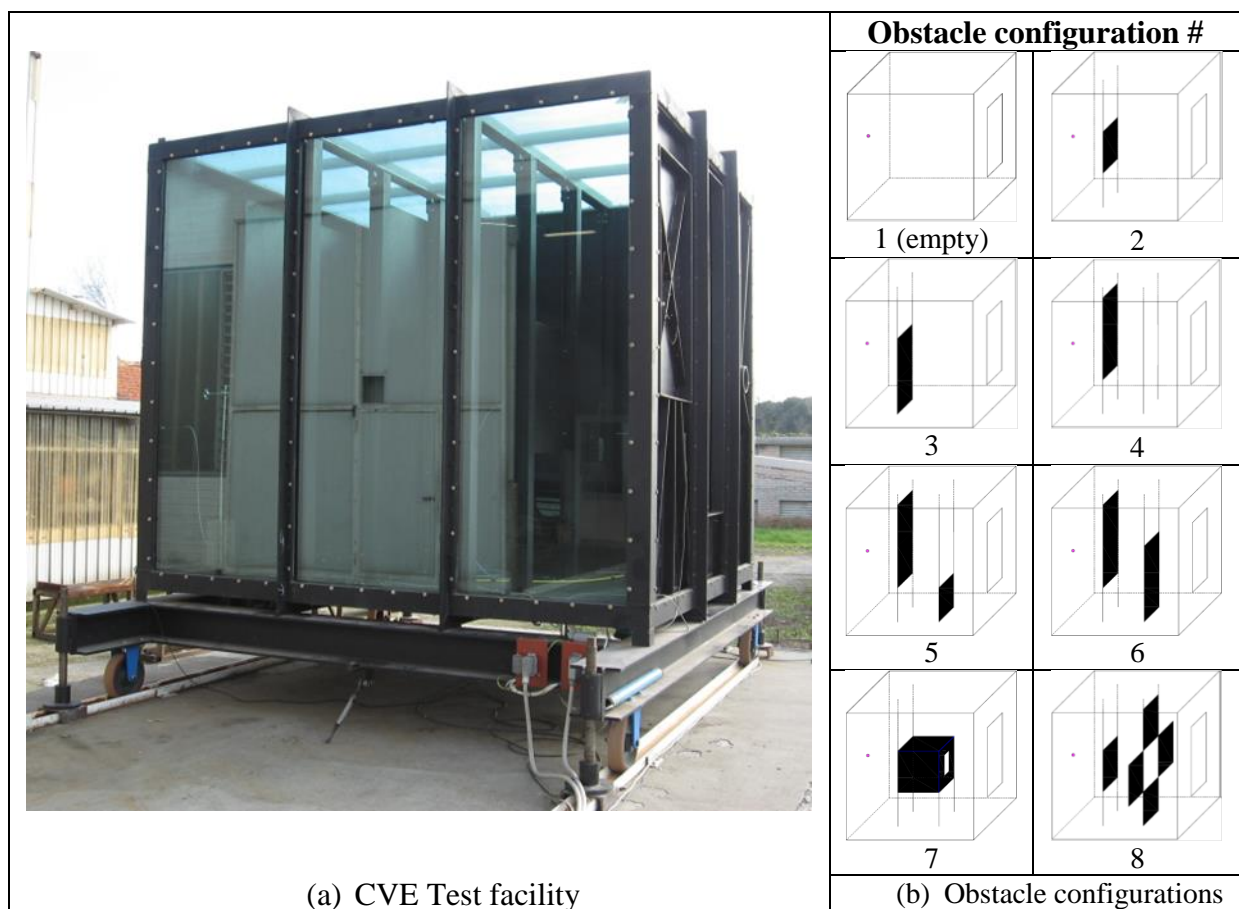 Obstacle configuration #
1 (empty)
2
3
4
5
6
7
8
(a) CVE Test facility
(b) Obstacle configurations